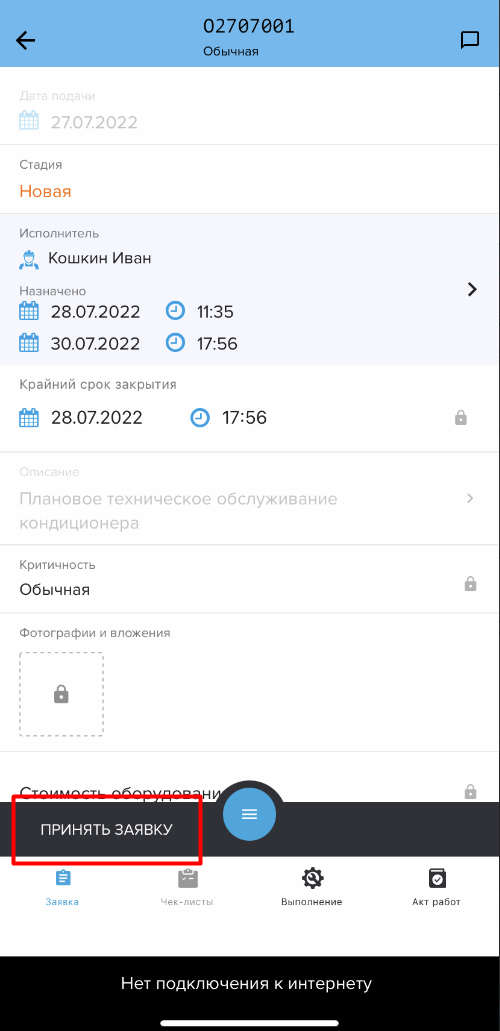 О2707001
Обычная
Дата подачи
27.07.2022
Стадия
Новая
Исполнитель
Кошкин Иван
Назначено
28.07.2022 11:35
30.07.2022 17:56
Крайний срок закрытия
28.07.2022 17:56
Описание
Плановое техническое обслуживание
кондиционера
Критичность
Обычная
Фотографии и вложения
Стоимость оборудовани
ПРИНЯТЬ ЗАЯВКУ
Заявка Чек-листы Выполнение Акт работ
Нет подключения к интернету